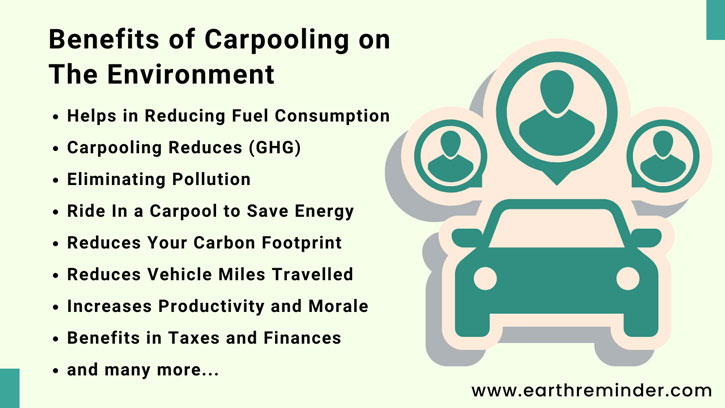 Benefits of Carpooling on
The Environment
• Helps in Reducing Fuel Consumption
• Carpooling Reduces (GHG)
• Eliminating Pollution
• Ride In a Carpool to Save Energy
• Reduces Your Carbon Footprint
• Reduces Vehicle Miles Travelled
• Increases Productivity and Morale
• Benefits in Taxes and Finances
• and many more...
www.earthreminder.com